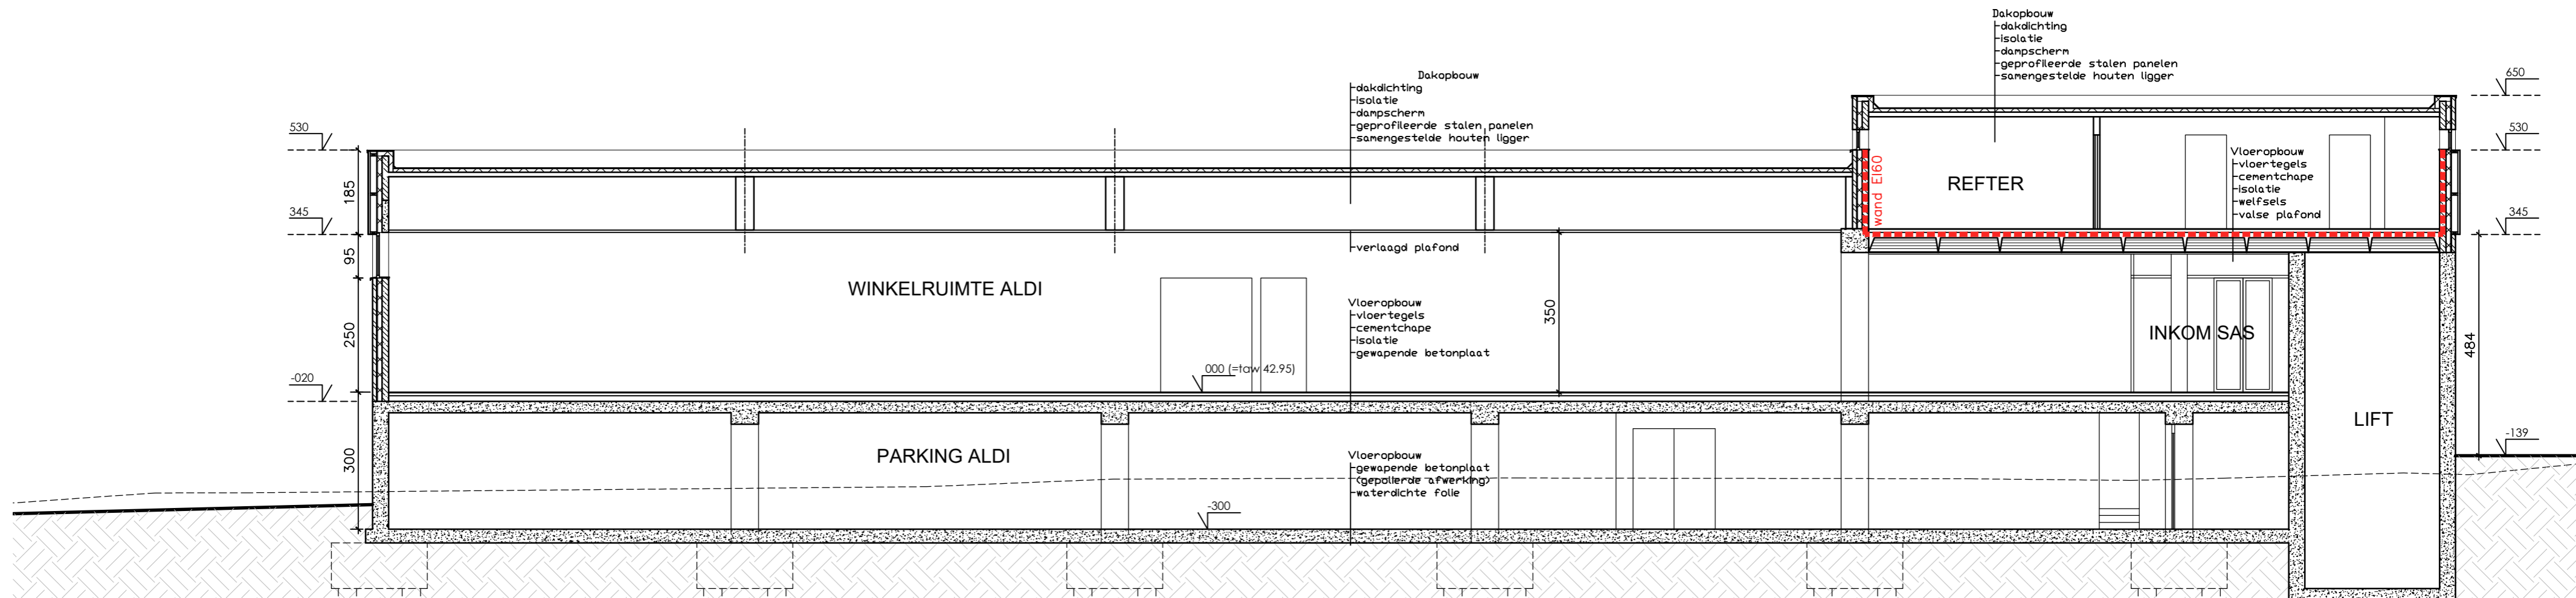 Dakopbouw
dakdichting
isolatie
dampscherm
geprofileerde stalen panelen
samengestelde houten ligger
650
Dakopbouw
dakdichting
isolatie
dampscherm
geprofileerde stalen panelen
samengestelde houten ligger
530
530
Vloeropbouw
vloertegels
cementchape
isolatie
welfsels
valse plafond
185
wand EI60
REFTER
345
345
verlaagd plafond
95
WINKELRUIMTE ALDI
Vloeropbouw
vloertegels
cementchape
isolatie
gewapende betonplaat
350
250
INKOM SAS
484
000 (=taw 42.95)
-020
LIFT
-139
PARKING ALDI
300
Vloeropbouw
gewapende betonplaat
(gepolierde afwerking)
waterdichte folie
-300